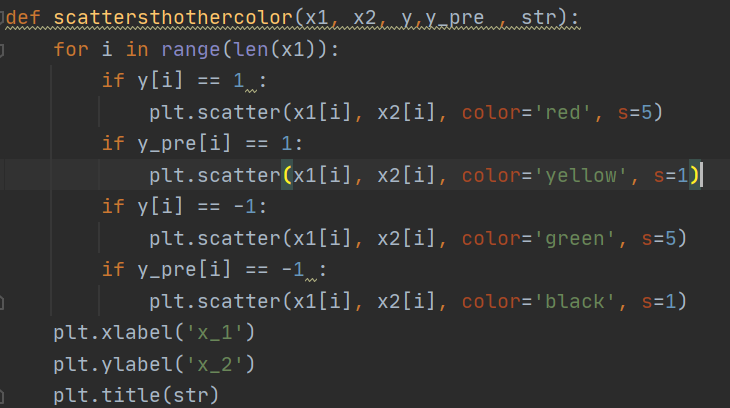 def scattersthothercolor(x1, x2, y,y_pre , str):
    for i in range(len(x1)):
        if y[i] == 1 :
            plt.scatter(x1[i], x2[i], color='red', s=5)
        if y_pre[i] == 1:
            plt.scatter(x1[i], x2[i], color='yellow', s=1)
        if y[i] == -1:
            plt.scatter(x1[i], x2[i], color='green', s=5)
        if y_pre[i] == -1 :
            plt.scatter(x1[i], x2[i], color='black', s=1)
    plt.xlabel('x_1')
    plt.ylabel('x_2')
    plt.title(str)